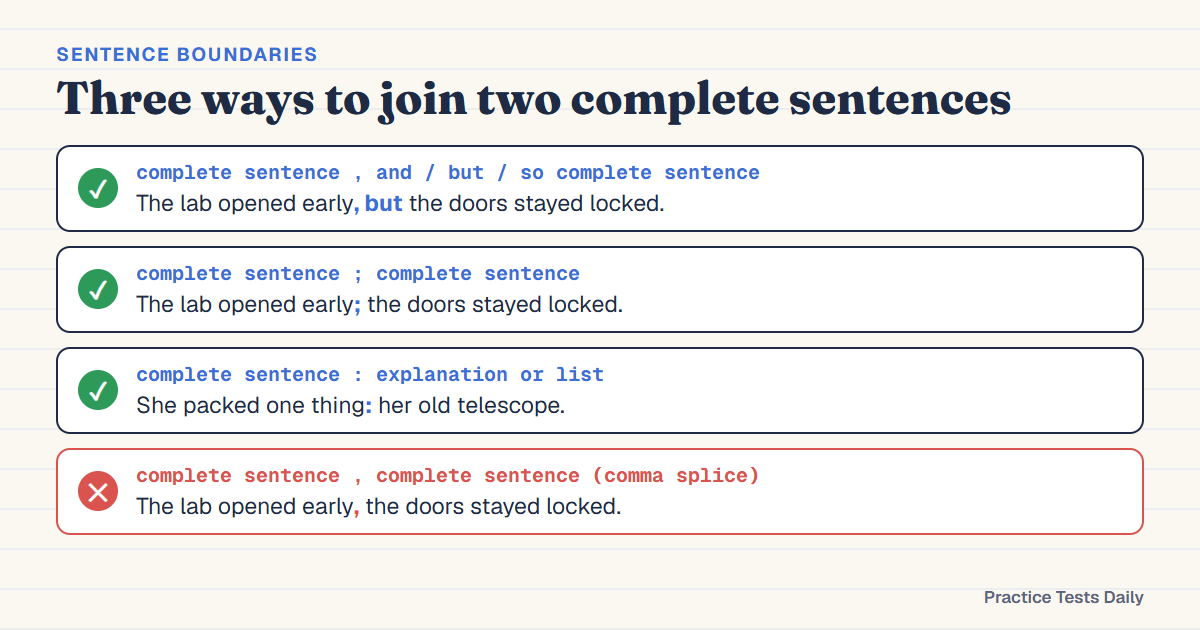 SENTENCE BOUNDARIES
Three ways to join two complete sentences
complete sentence , and / but / so complete sentence
The lab opened early, but the doors stayed locked.
complete sentence ; complete sentence
The lab opened early; the doors stayed locked.
complete sentence : explanation or list
She packed one thing: her old telescope.
complete sentence , complete sentence (comma splice)
The lab opened early, the doors stayed locked.
Practice Tests Daily